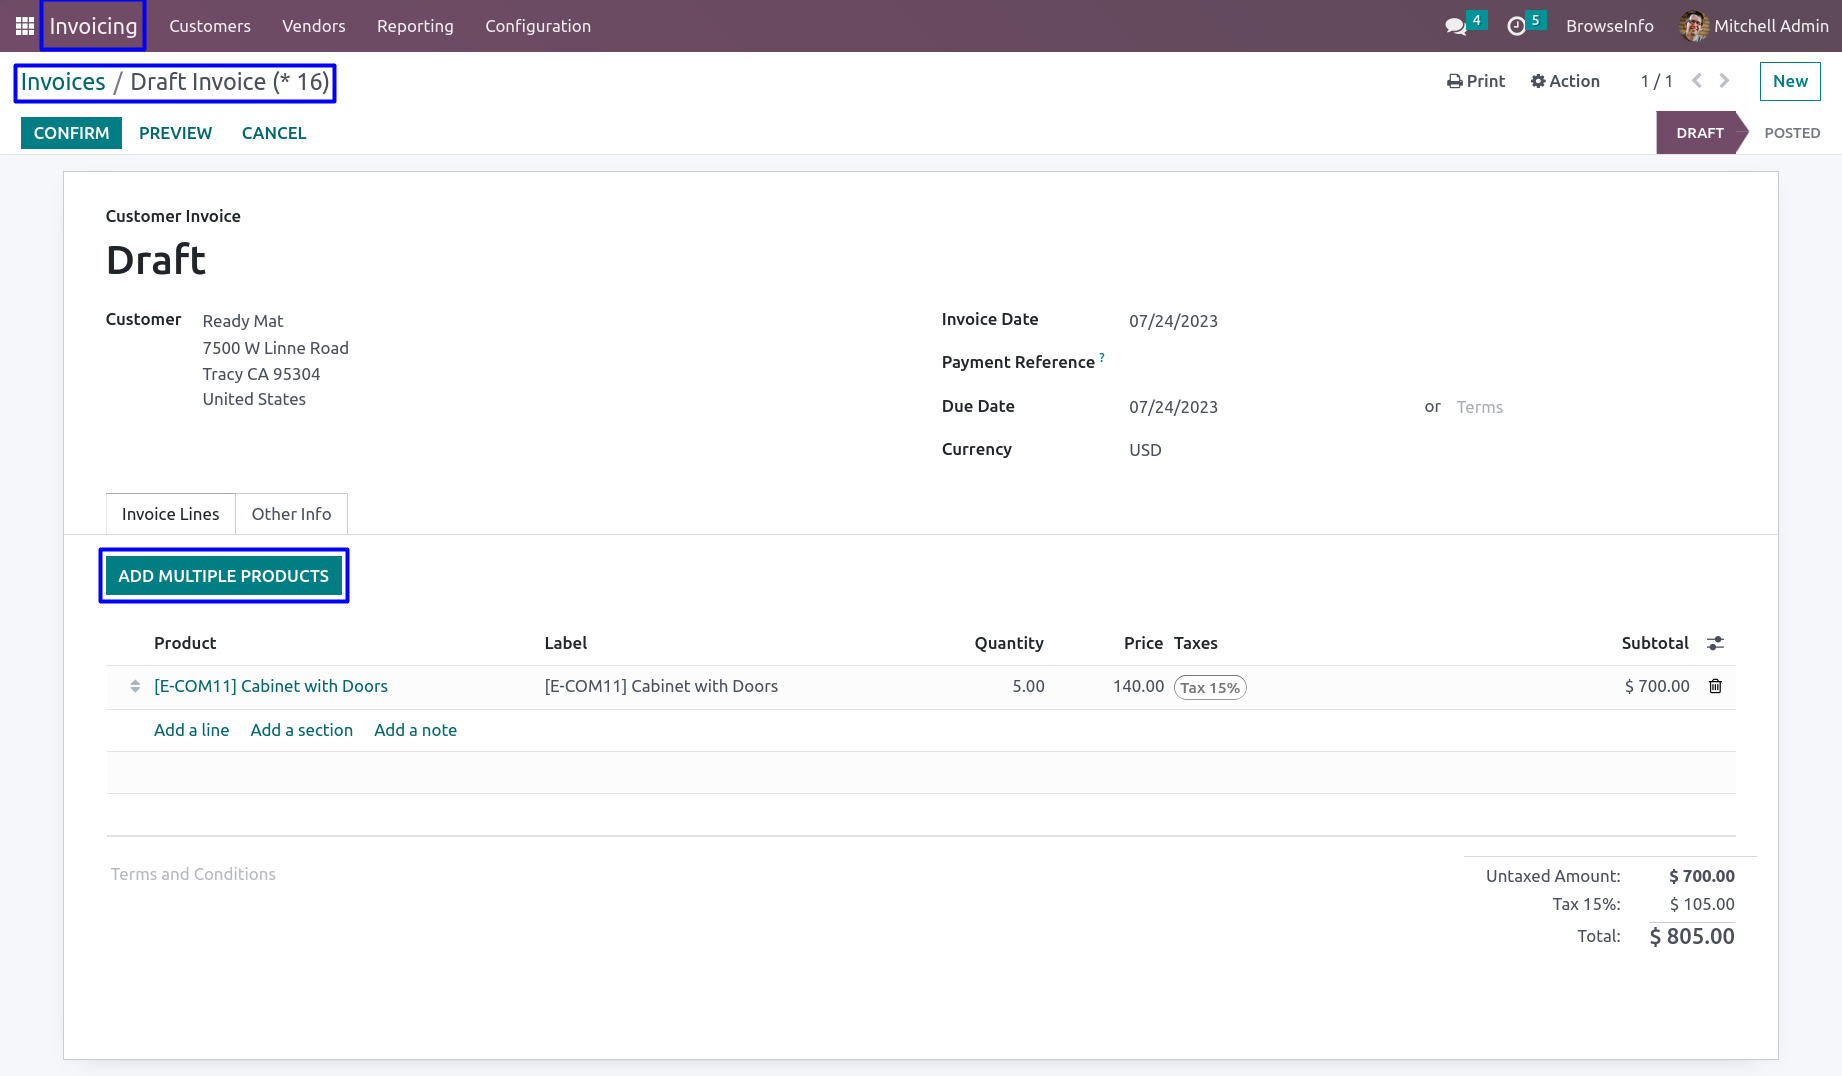 Invoicing Customers Vendors Reporting Configuration 4 5 BrowseInfo Mitchell Admin
Invoices / Draft Invoice (* 16) Print Action 1 / 1 New
CONFIRM PREVIEW CANCEL DRAFT POSTED
Customer Invoice
Draft
Customer Ready Mat
7500 W Linne Road
Tracy CA 95304
United States
Invoice Date 07/24/2023
Payment Reference ?
Due Date 07/24/2023 or Terms
Currency USD
Invoice Lines Other Info
ADD MULTIPLE PRODUCTS
Product Label Quantity Price Taxes Subtotal
[E-COM11] Cabinet with Doors [E-COM11] Cabinet with Doors 5.00 140.00 Tax 15% $ 700.00
Add a line Add a section Add a note
Terms and Conditions
Untaxed Amount: $ 700.00
Tax 15%: $ 105.00
Total: $ 805.00